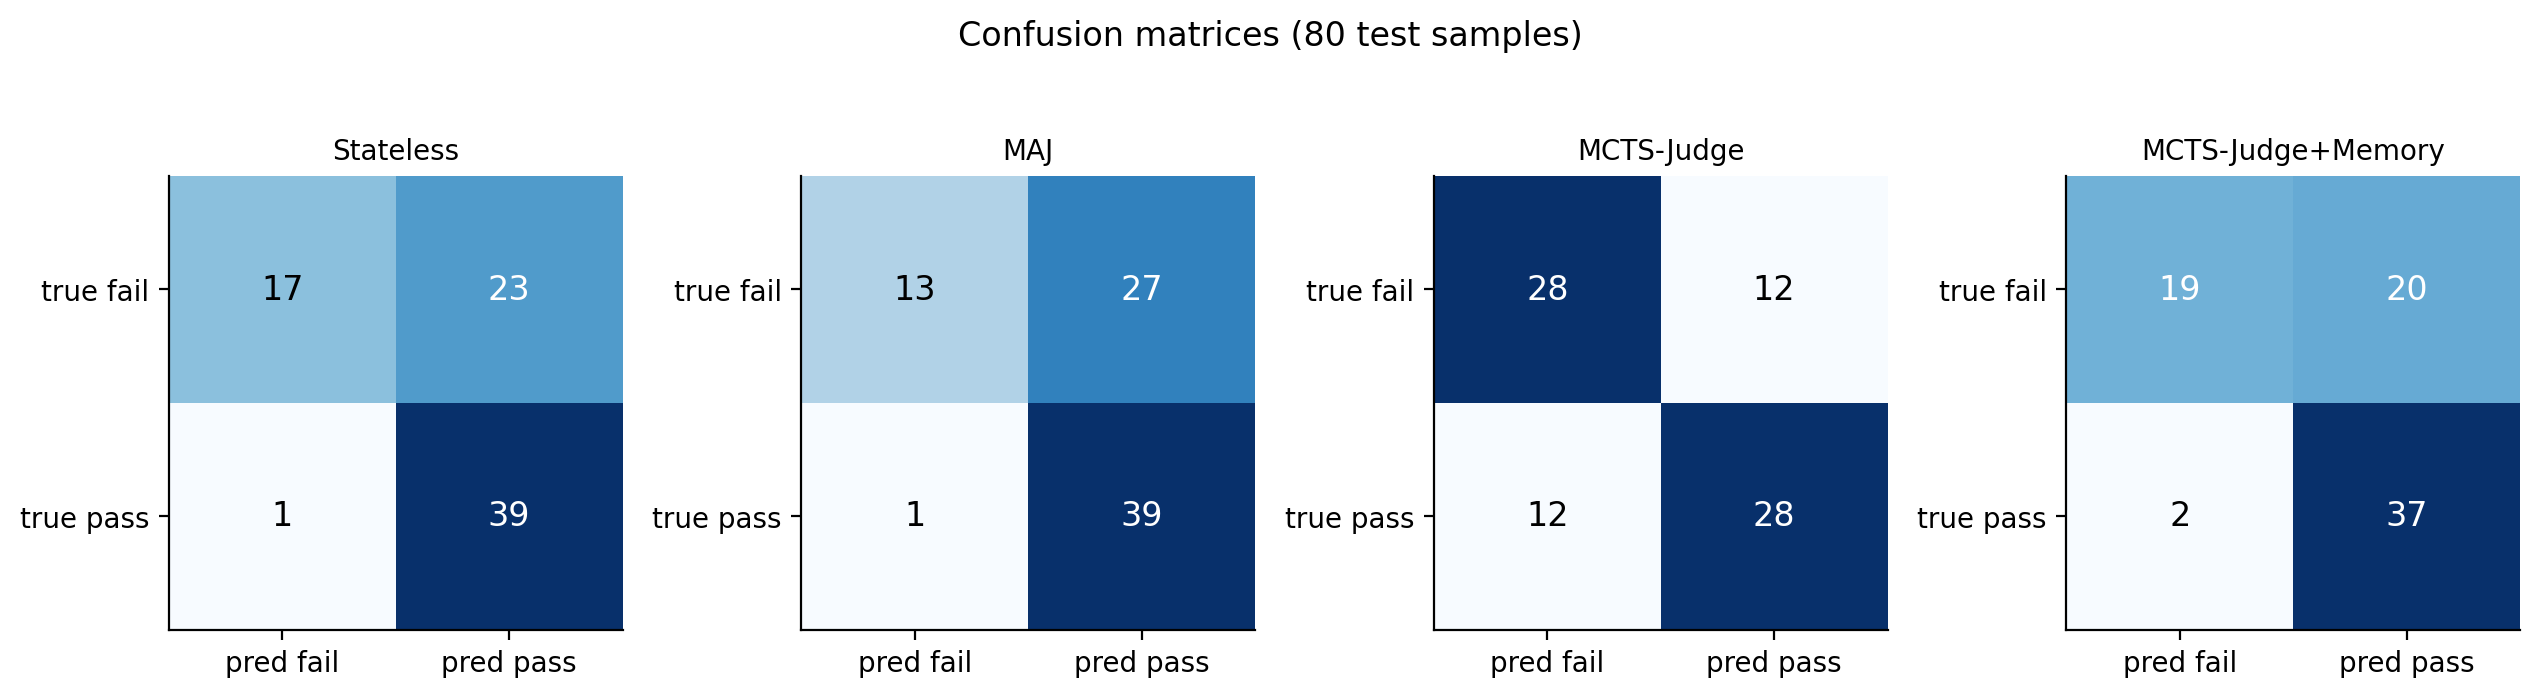 Confusion matrices (80 test samples)
Stateless
true fail
17
23
true pass
1
39
pred fail
pred pass
MAJ
true fail
13
27
true pass
1
39
pred fail
pred pass
MCTS-Judge
true fail
28
12
true pass
12
28
pred fail
pred pass
MCTS-Judge+Memory
true fail
19
20
true pass
2
37
pred fail
pred pass